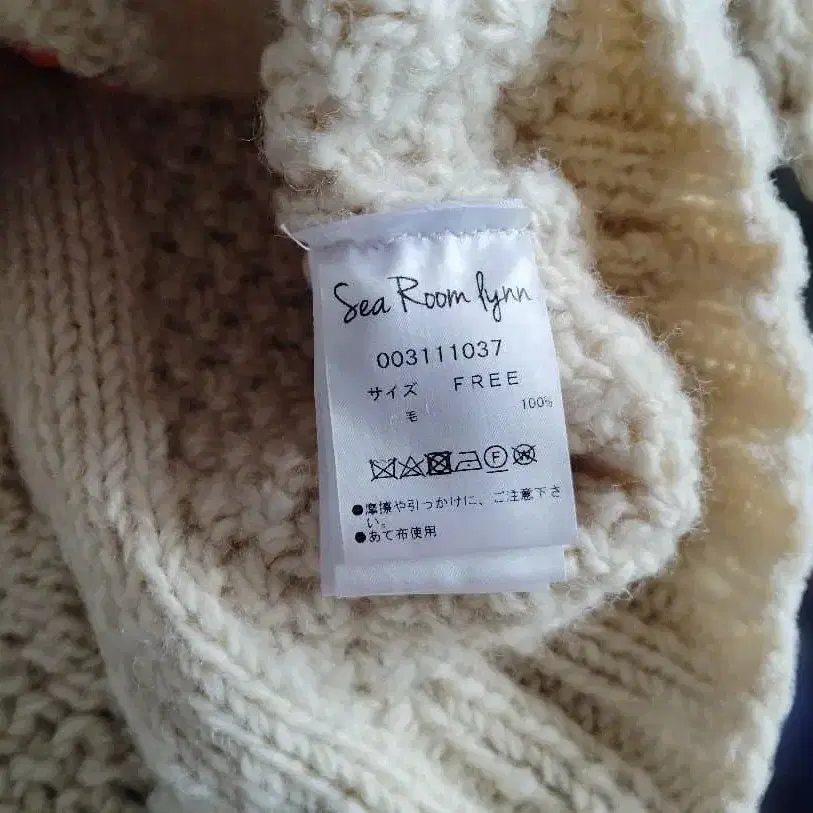 Sea Room lynn
003111037
サイズ FREE
毛 100%
F W
●摩擦や引っかけに、ご注意下さ
い。
●あて布使用